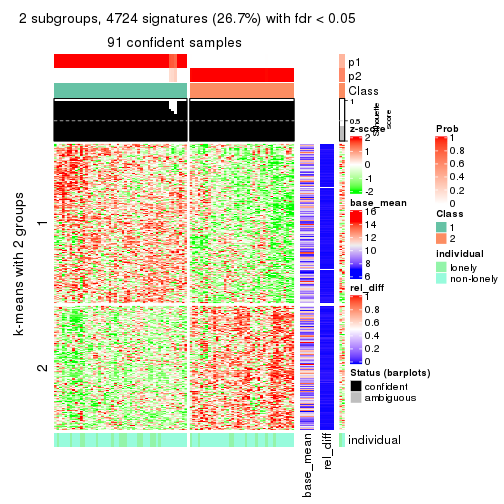 2 subgroups, 4724 signatures (26.7%) with fdr < 0.05
91 confident samples
p1
p2
Class
1
0.5
0
Silhouette
score
k-means with 2 groups
1
2
individual
base_mean
rel_diff
z-score
2
1
0
-1
-2
base_mean
16
14
12
10
8
6
rel_diff
1
0.8
0.6
0.4
0.2
0
Status (barplots)
confident
ambiguous
Prob
1
0.8
0.6
0.4
0.2
0
Class
1
2
individual
lonely
non-lonely